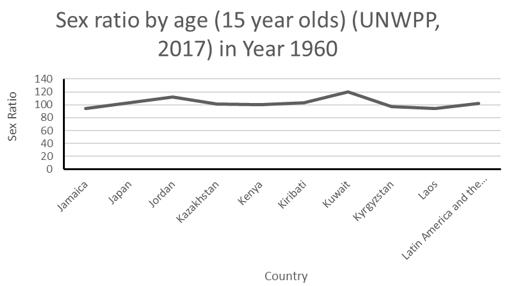 Sex ratio by age (15 year olds) (UNWPP,
2017) in Year 1960
Sex Ratio
140
120
100
80
60
40
20
0
Jamaica
Japan
Jordan
Kazakhstan
Kenya
Kiribati
Kuwait
Kyrgyzstan
Laos
Latin America and the...
Country